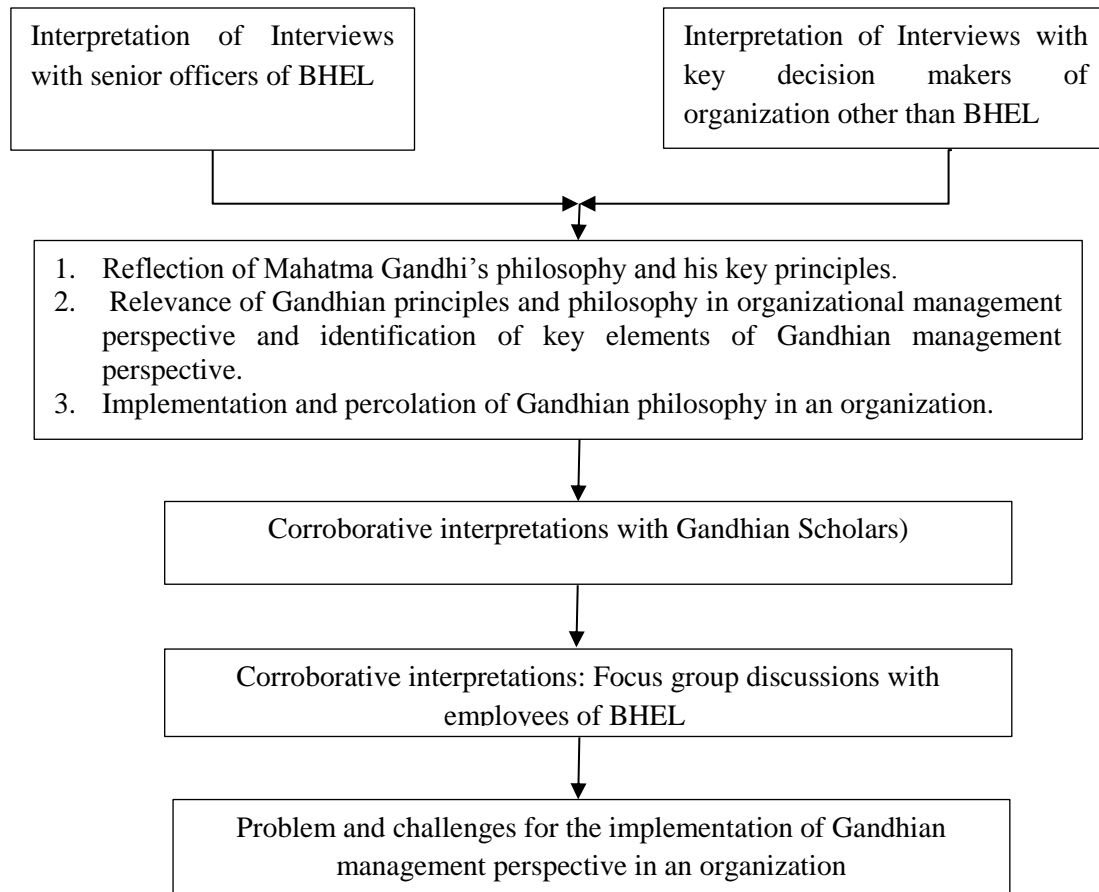 Interpretation of Interviews
with senior officers of BHEL
Interpretation of Interviews with
key decision makers of
organization other than BHEL
1. Reflection of Mahatma Gandhi’s philosophy and his key principles.
2. Relevance of Gandhian principles and philosophy in organizational management
perspective and identification of key elements of Gandhian management
perspective.
3. Implementation and percolation of Gandhian philosophy in an organization.
Corroborative interpretations with Gandhian Scholars)
Corroborative interpretations: Focus group discussions with
employees of BHEL
Problem and challenges for the implementation of Gandhian
management perspective in an organization